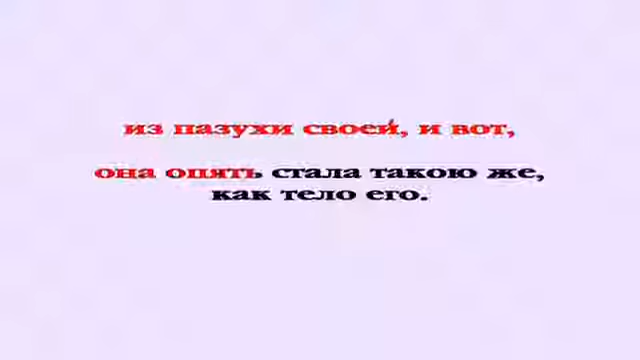 из пазухи своей, и вот,
она опять стала такою же,
как тело его.